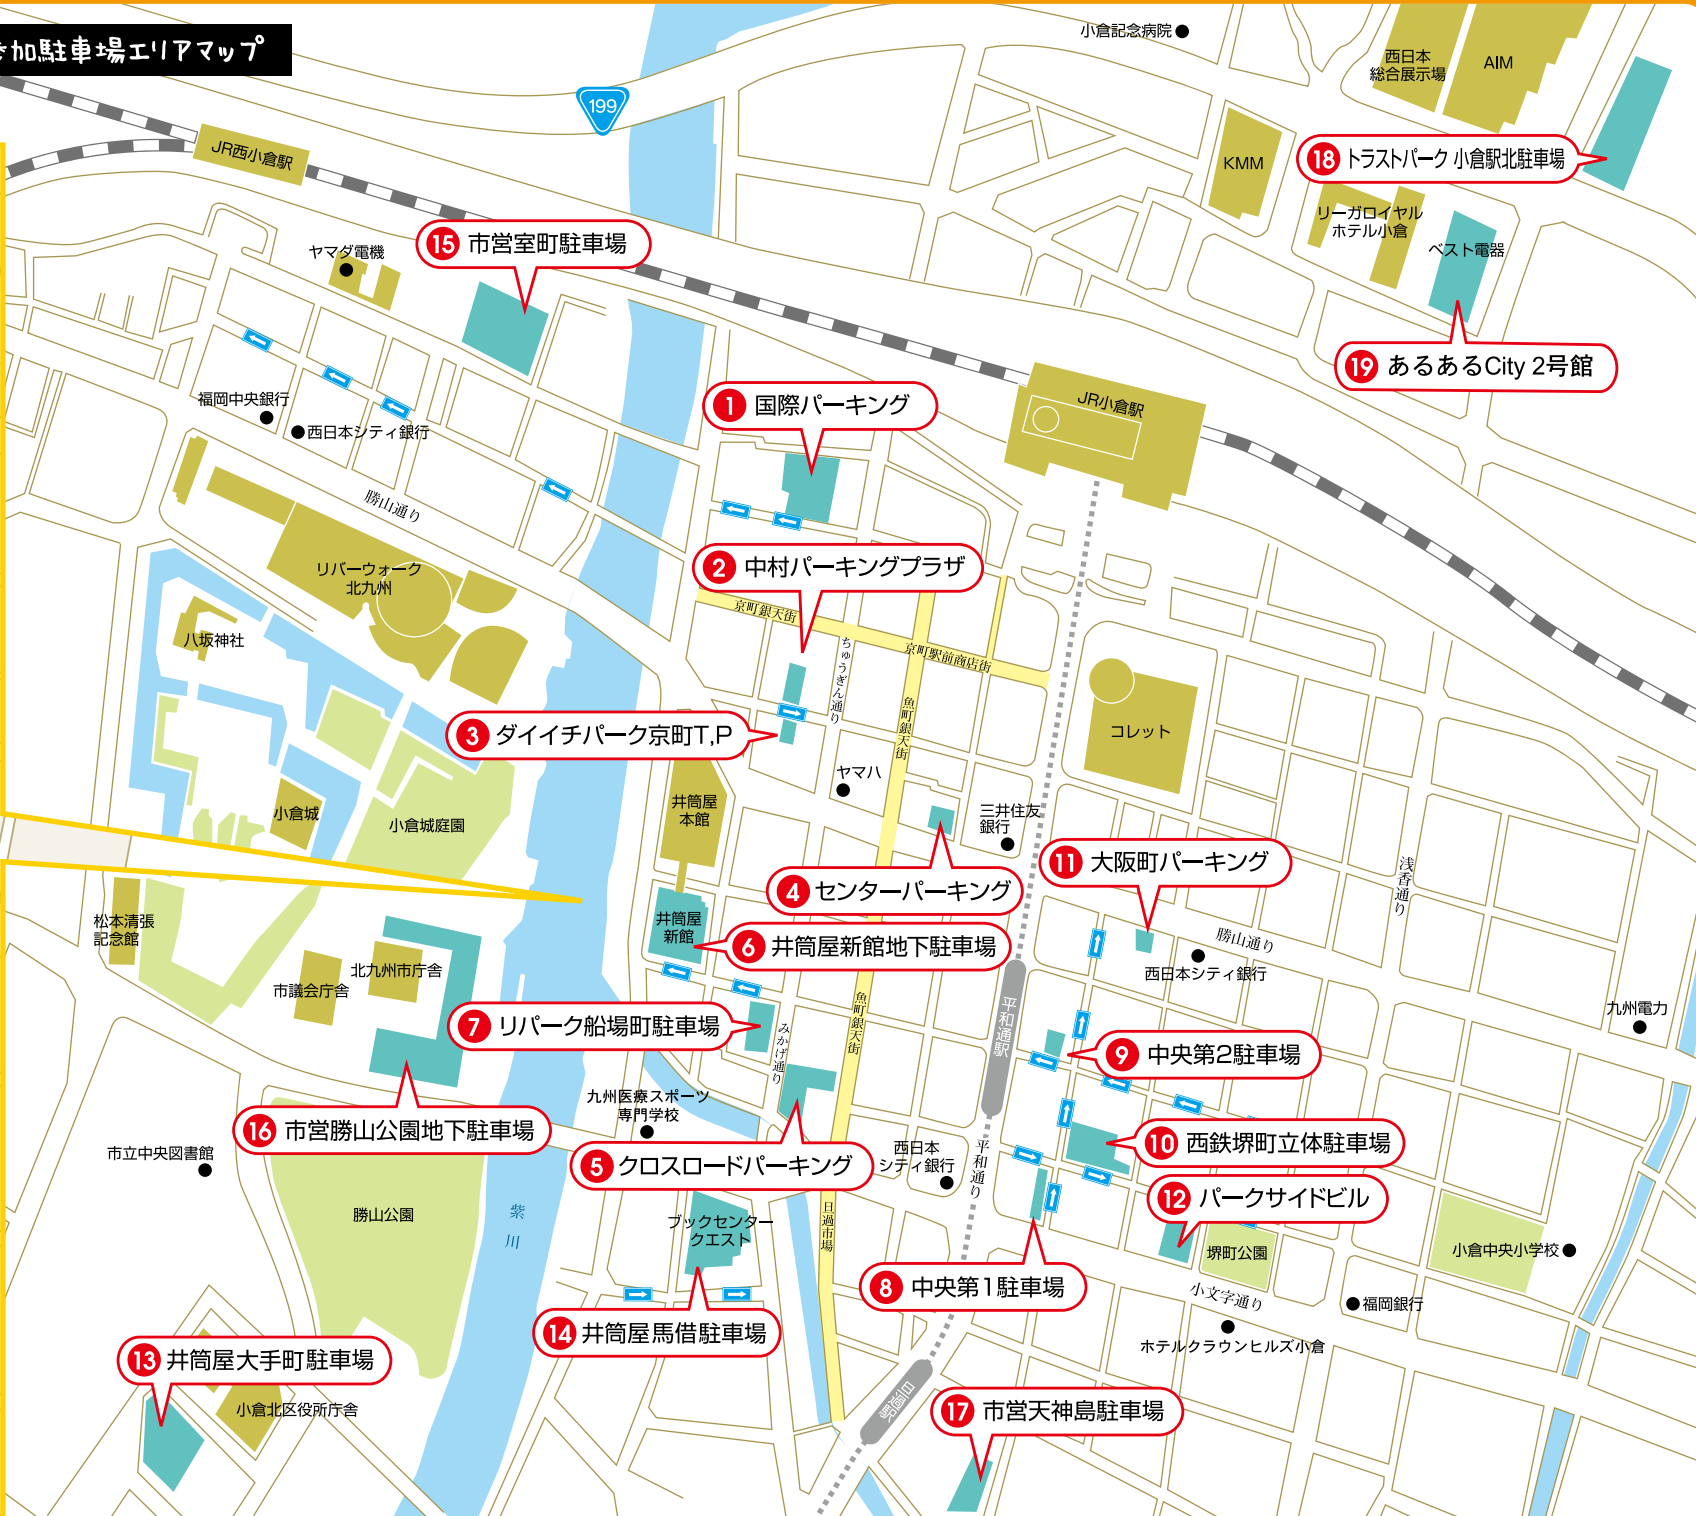 参加駐車場エリアマップ
小倉記念病院
西日本
総合展示場
AIM
199
JR西小倉駅
KMM
18 トラストパーク 小倉駅北駐車場
リーガロイヤル
ホテル小倉
ベスト電器
15 市営室町駐車場
ヤマダ電機
19 あるあるCity 2号館
福岡中央銀行
西日本シティ銀行
1 国際パーキング
JR小倉駅
勝山通り
リバーウォーク
北九州
2 中村パーキングプラザ
京町銀天街
ちゅうぎん通り
京町駅前商店街
八坂神社
魚町銀天街
3 ダイイチパーク京町T,P
コレット
ヤマハ
井筒屋
本館
三井住友
銀行
小倉城
小倉城庭園
11 大阪町パーキング
浅香通り
4 センターパーキング
松本清張
記念館
井筒屋
新館
6 井筒屋新館地下駐車場
勝山通り
西日本シティ銀行
北九州市庁舎
市議会庁舎
魚町銀天街
平和通駅
九州電力
7 リパーク船場町駐車場
みかげ通り
9 中央第2駐車場
九州医療スポーツ
専門学校
16 市営勝山公園地下駐車場
10 西鉄堺町立体駐車場
市立中央図書館
5 クロスロードパーキング
西日本
シティ銀行
平和通り
12 パークサイドビル
勝山公園
紫川
ブックセンター
クエスト
旦過市場
堺町公園
小倉中央小学校
8 中央第1駐車場
小文字通り
福岡銀行
14 井筒屋馬借駐車場
ホテルクラウンヒルズ小倉
13 井筒屋大手町駐車場
小倉北区役所庁舎
旦過駅
17 市営天神島駐車場